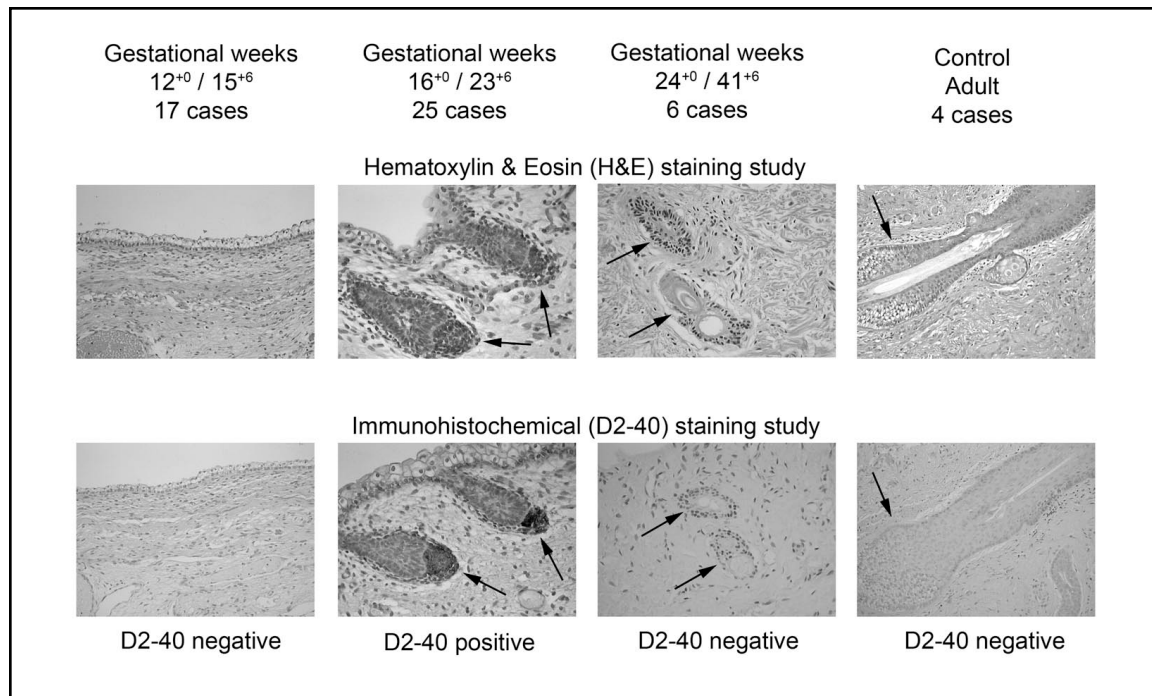 Gestational weeks
12⁺⁰ / 15⁺⁶
17 cases
Gestational weeks
16⁺⁰ / 23⁺⁶
25 cases
Gestational weeks
24⁺⁰ / 41⁺⁶
6 cases
Control
Adult
4 cases
Hematoxylin & Eosin (H&E) staining study
Immunohistochemical (D2-40) staining study
D2-40 negative
D2-40 positive
D2-40 negative
D2-40 negative